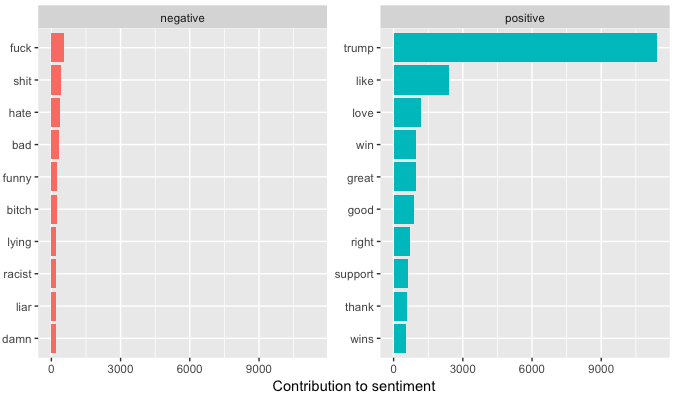 negative
fuck
shit
hate
bad
funny
bitch
lying
racist
liar
damn
0 3000 6000 9000
positive
trump
like
love
win
great
good
right
support
thank
wins
0 3000 6000 9000
Contribution to sentiment